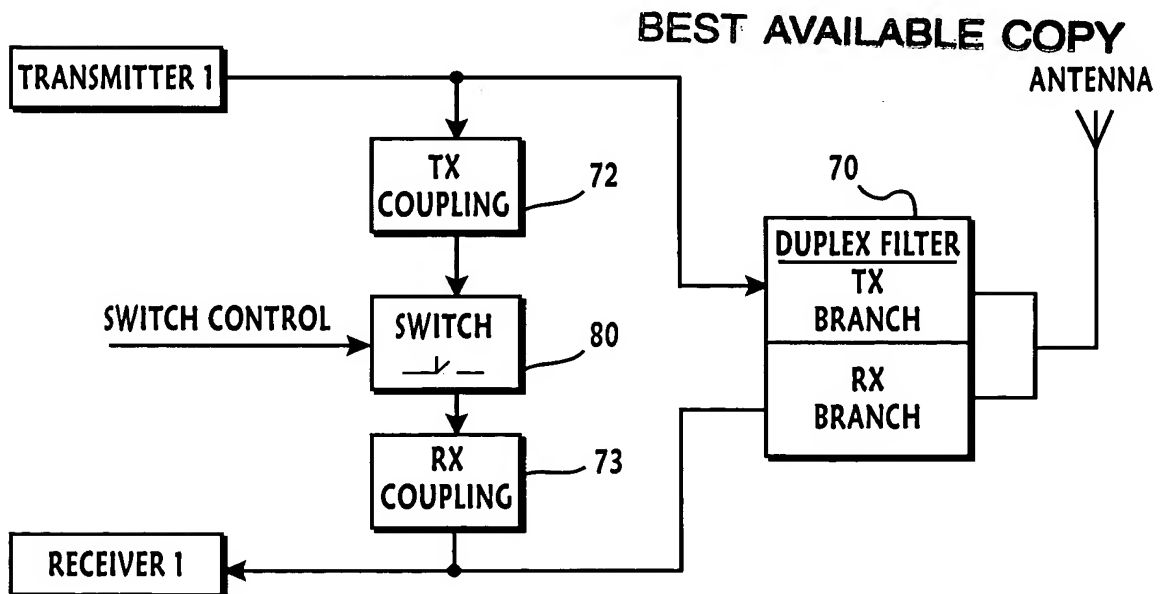 BEST AVAILABLE COPY
TRANSMITTER 1
ANTENNA
TX
COUPLING
72
70
DUPLEX FILTER
TX
BRANCH
SWITCH CONTROL
SWITCH
80
RX
BRANCH
RX
COUPLING
73
RECEIVER 1